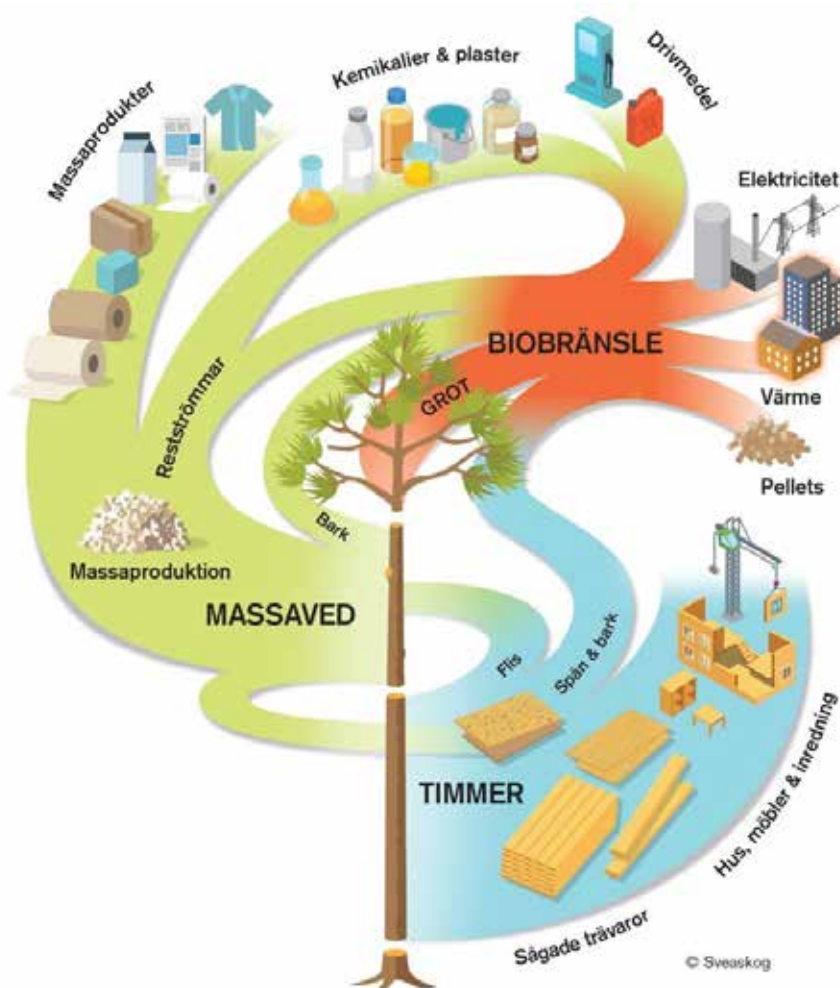 Kemikalier & plaster
Drivmedel
Massaprodukter
Elektricitet
BIOBRÄNSLE
GROT
Värme
Restströmmar
Pellets
Bark
Massaproduktion
MASSAVED
Flis
Spån & bark
TIMMER
Hus, möbler & inredning
Sågade trävaror
© Sveaskog